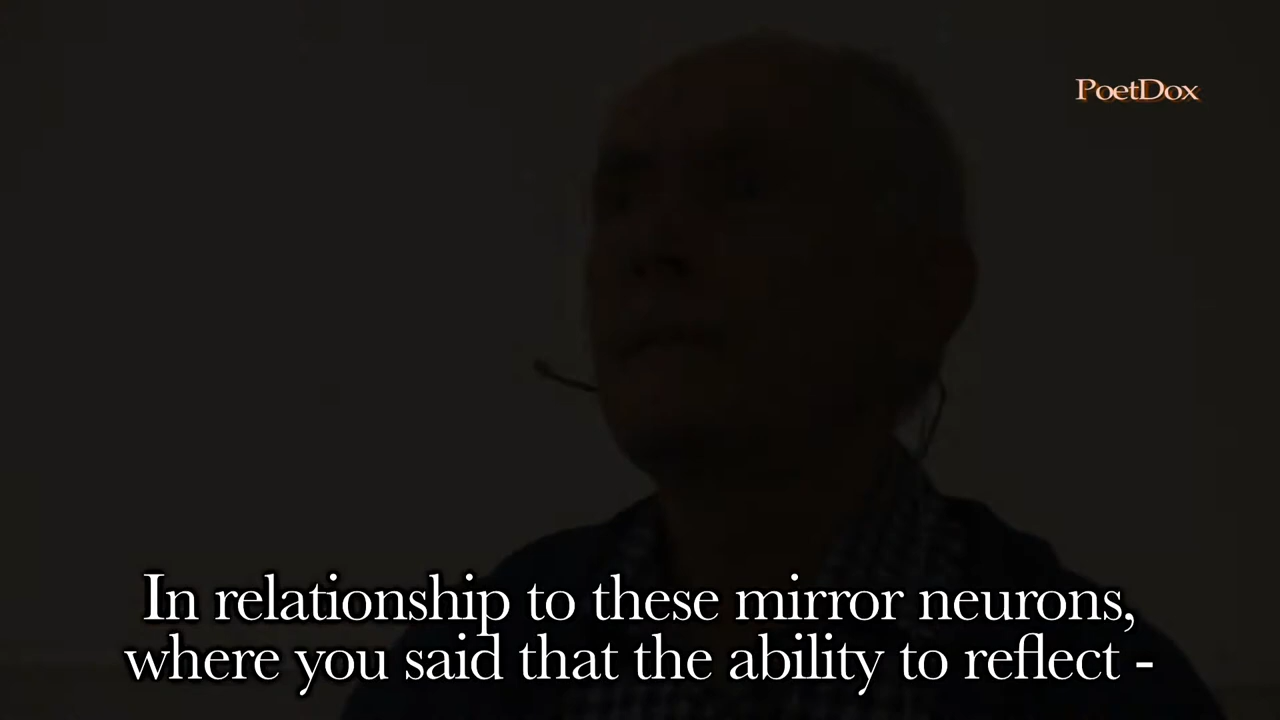 PoetDox
In relationship to these mirror neurons,
where you said that the ability to reflect -